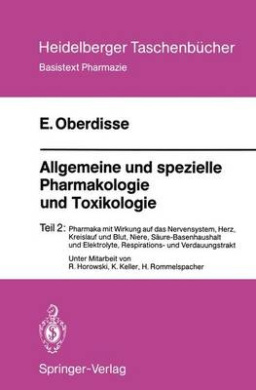 Heidelberger Taschenbücher
Basistext Pharmazie
E. Oberdisse
Allgemeine und spezielle
Pharmakologie
und Toxikologie
Teil 2: Pharmaka mit Wirkung auf das Nervensystem, Herz,
Kreislauf und Blut, Niere, Säure-Basenhaushalt
und Elektrolyte, Respirations- und Verdauungstrakt
Unter Mitarbeit von
R. Horowski, K. Keller, H. Rommelspacher
Springer-Verlag